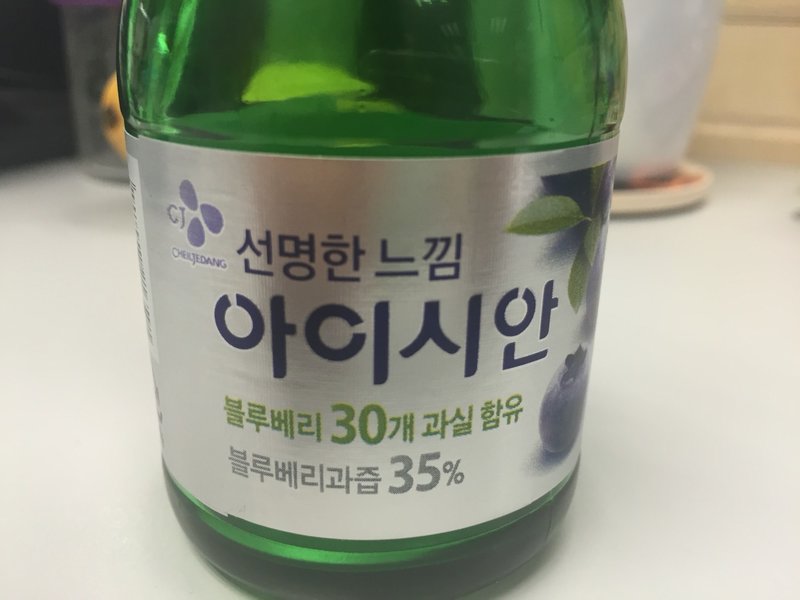 CJ
CHEILJEDANG
선명한 느낌
아이시안
블루베리 30개 과실 함유
블루베리과즙 35%